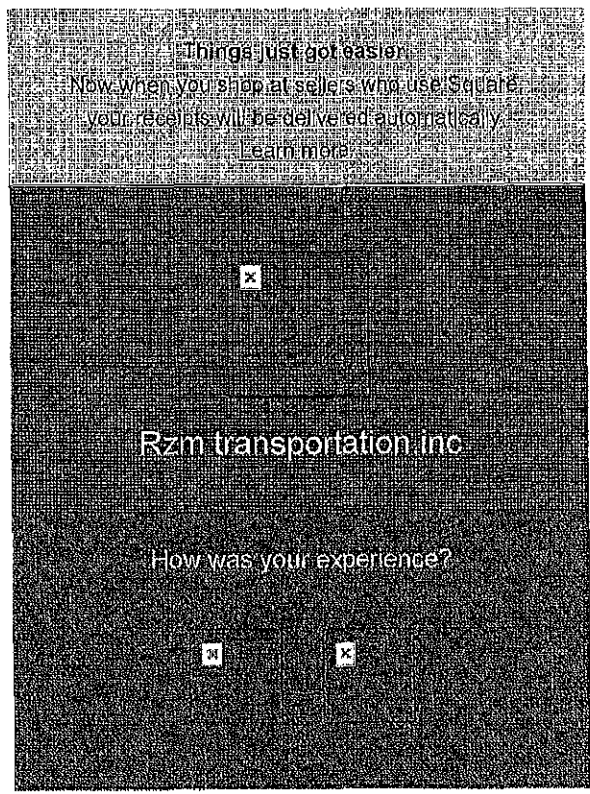 Things just got easier.
Now when you shop at sellers who use Square,
your receipts will be delivered automatically.
Learn more
Rzm transportation inc
How was your experience?